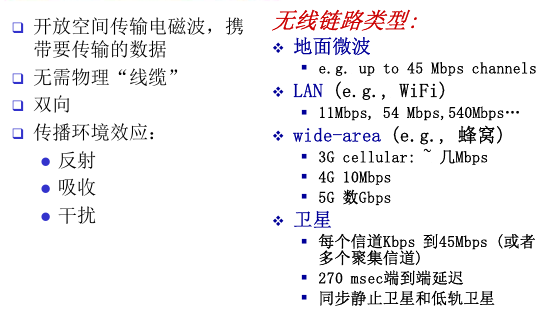 开放空间传输电磁波，携
带要传输的数据
无需物理“线缆”
双向
传播环境效应：
反射
吸收
干扰
无线链路类型：
地面微波
e.g. up to 45 Mbps channels
LAN (e.g., WiFi)
11Mbps, 54 Mbps,540Mbps…
wide-area (e.g., 蜂窝)
3G cellular: ~ 几Mbps
4G 10Mbps
5G 数Gbps
卫星
每个信道Kbps 到45Mbps (或者
多个聚集信道)
270 msec端到端延迟
同步静止卫星和低轨卫星